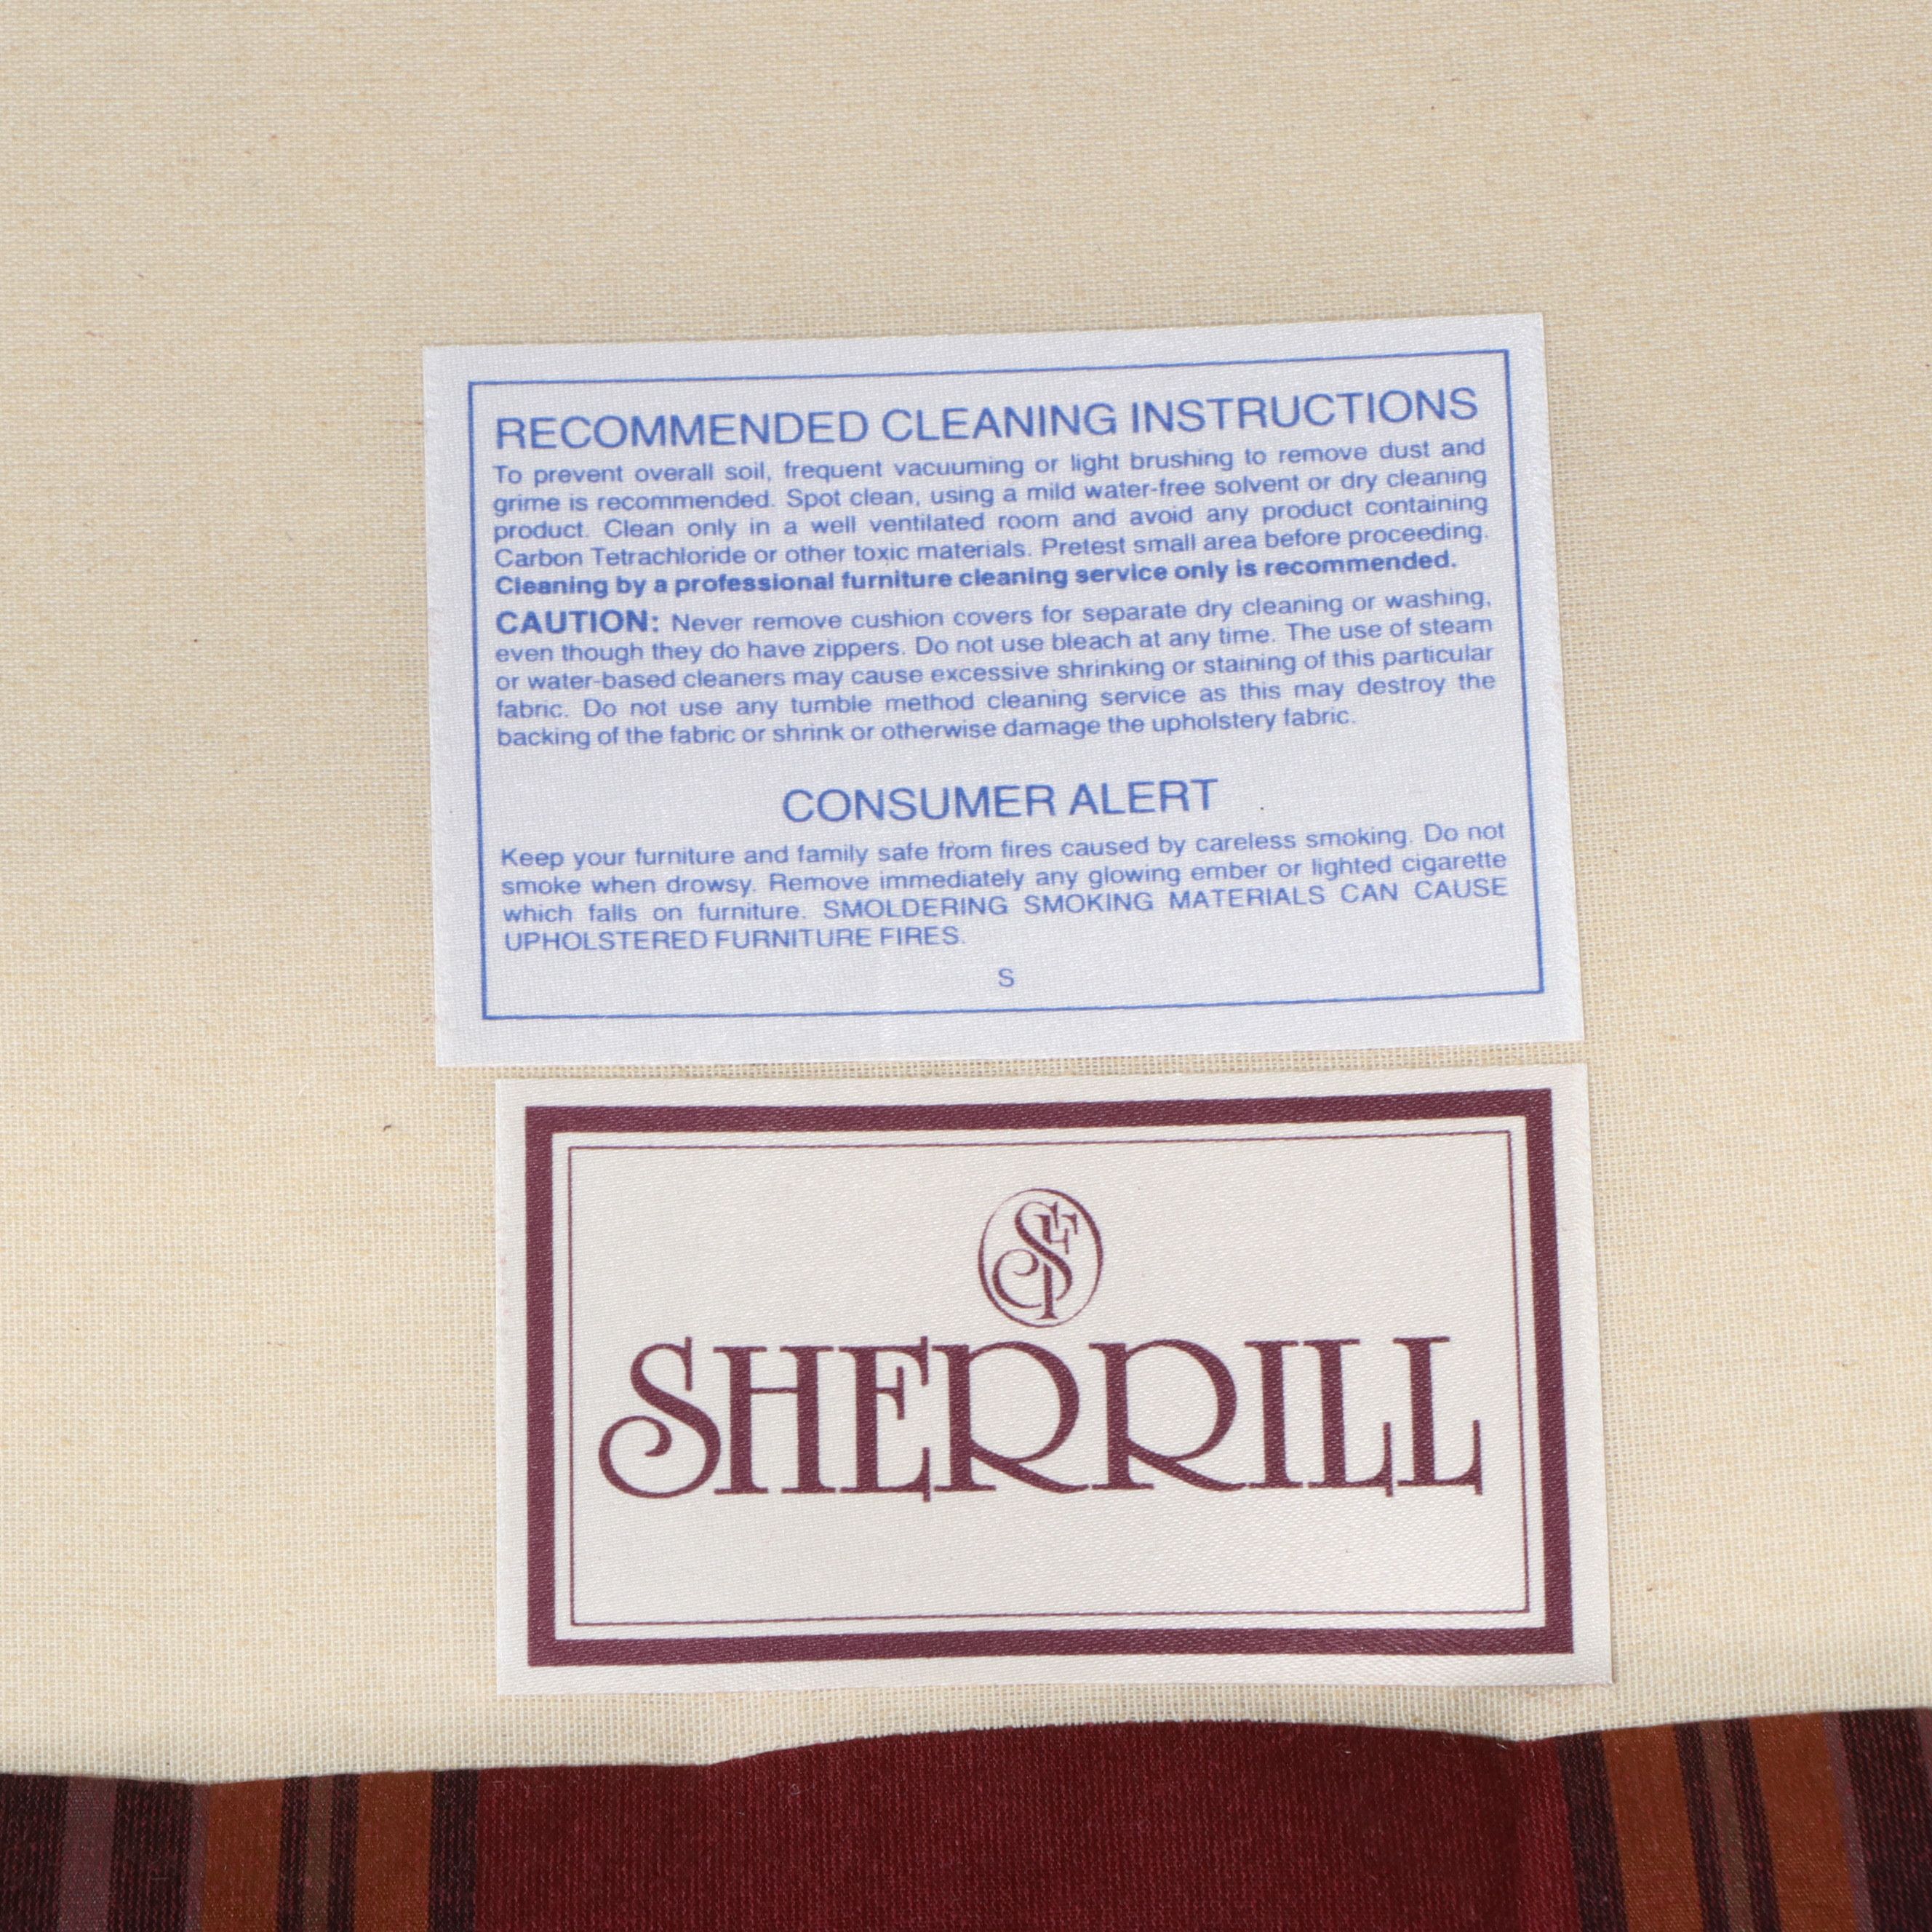 RECOMMENDED CLEANING INSTRUCTIONS
To prevent overall soil, frequent vacuuming or light brushing to remove dust and
grime is recommended. Spot clean, using a mild water-free solvent or dry cleaning
product. Clean only in a well ventilated room and avoid any product containing
Carbon Tetrachloride or other toxic materials. Pretest small area before proceeding.
Cleaning by a professional furniture cleaning service only is recommended.
CAUTION: Never remove cushion covers for separate dry cleaning or washing,
even though they do have zippers. Do not use bleach at any time. The use of steam
or water-based cleaners may cause excessive shrinking or staining of this particular
fabric. Do not use any tumble method cleaning service as this may destroy the
backing of the fabric or shrink or otherwise damage the upholstery fabric.
CONSUMER ALERT
Keep your furniture and family safe from fires caused by careless smoking. Do not
smoke when drowsy. Remove immediately any glowing ember or lighted cigarette
which falls on furniture. SMOLDERING SMOKING MATERIALS CAN CAUSE
UPHOLSTERED FURNITURE FIRES.
S
SF
SHERRILL